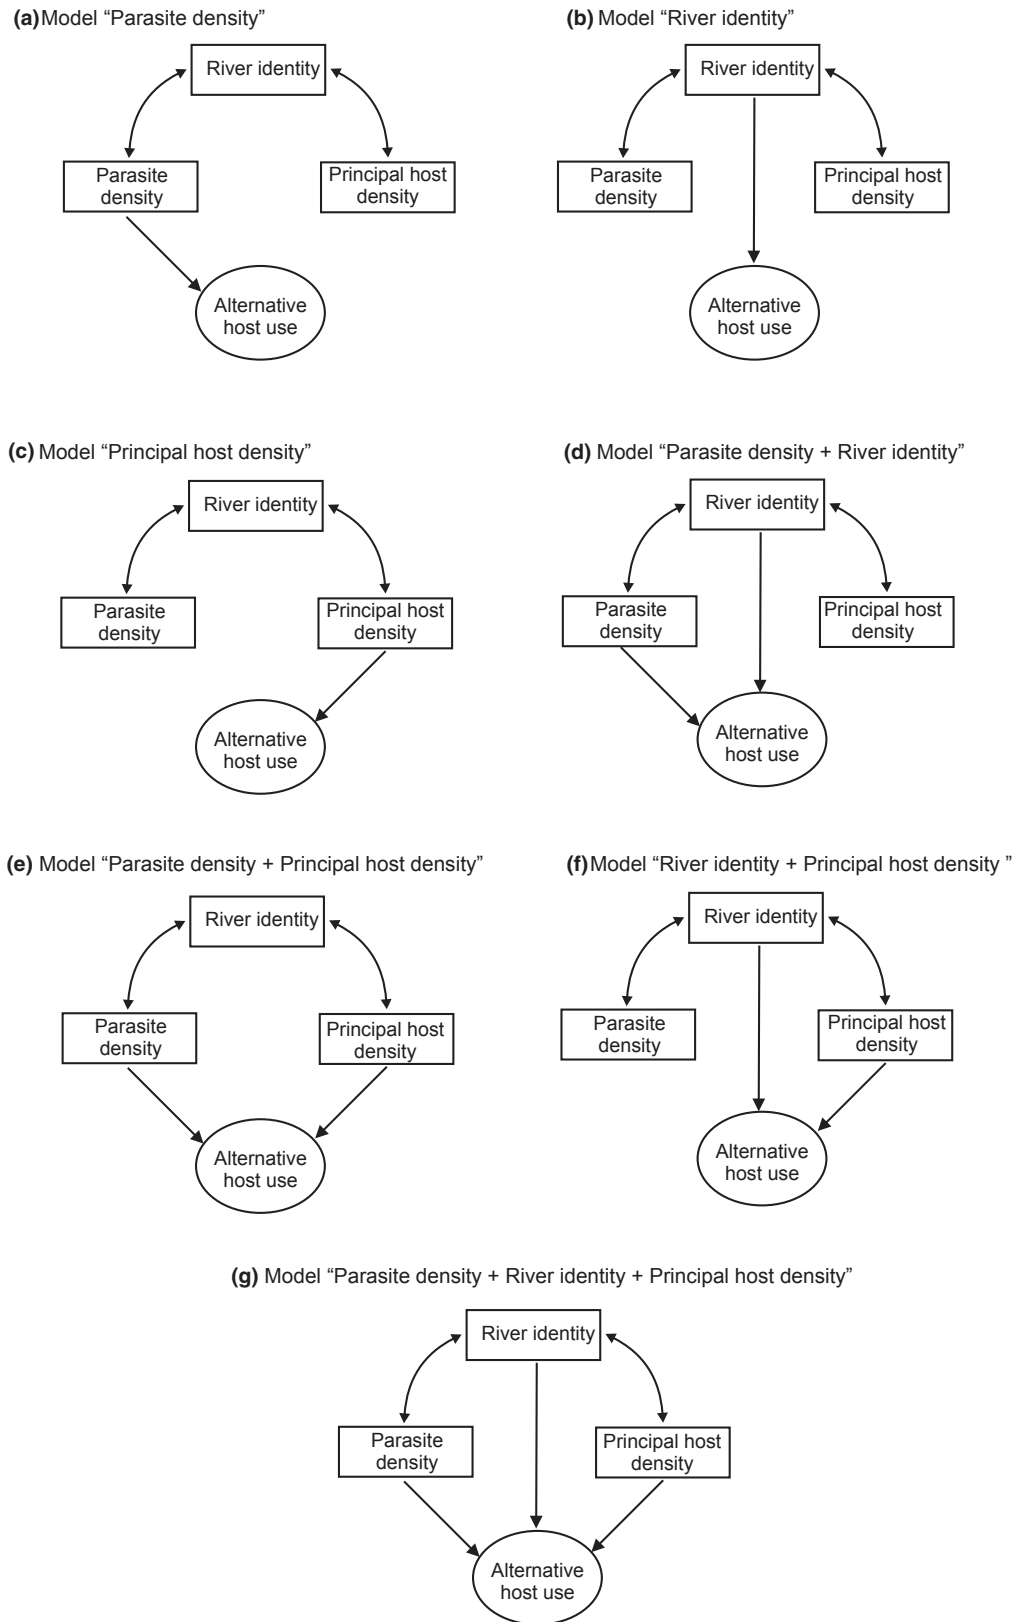 (a) Model “Parasite density”
River identity
Parasite
density
Principal host
density
Alternative
host use
(b) Model “River identity”
River identity
Parasite
density
Principal host
density
Alternative
host use
(c) Model “Principal host density”
River identity
Parasite
density
Principal host
density
Alternative
host use
(d) Model “Parasite density + River identity”
River identity
Parasite
density
Principal host
density
Alternative
host use
(e) Model “Parasite density + Principal host density”
River identity
Parasite
density
Principal host
density
Alternative
host use
(f) Model “River identity + Principal host density ”
River identity
Parasite
density
Principal host
density
Alternative
host use
(g) Model “Parasite density + River identity + Principal host density”
River identity
Parasite
density
Principal host
density
Alternative
host use